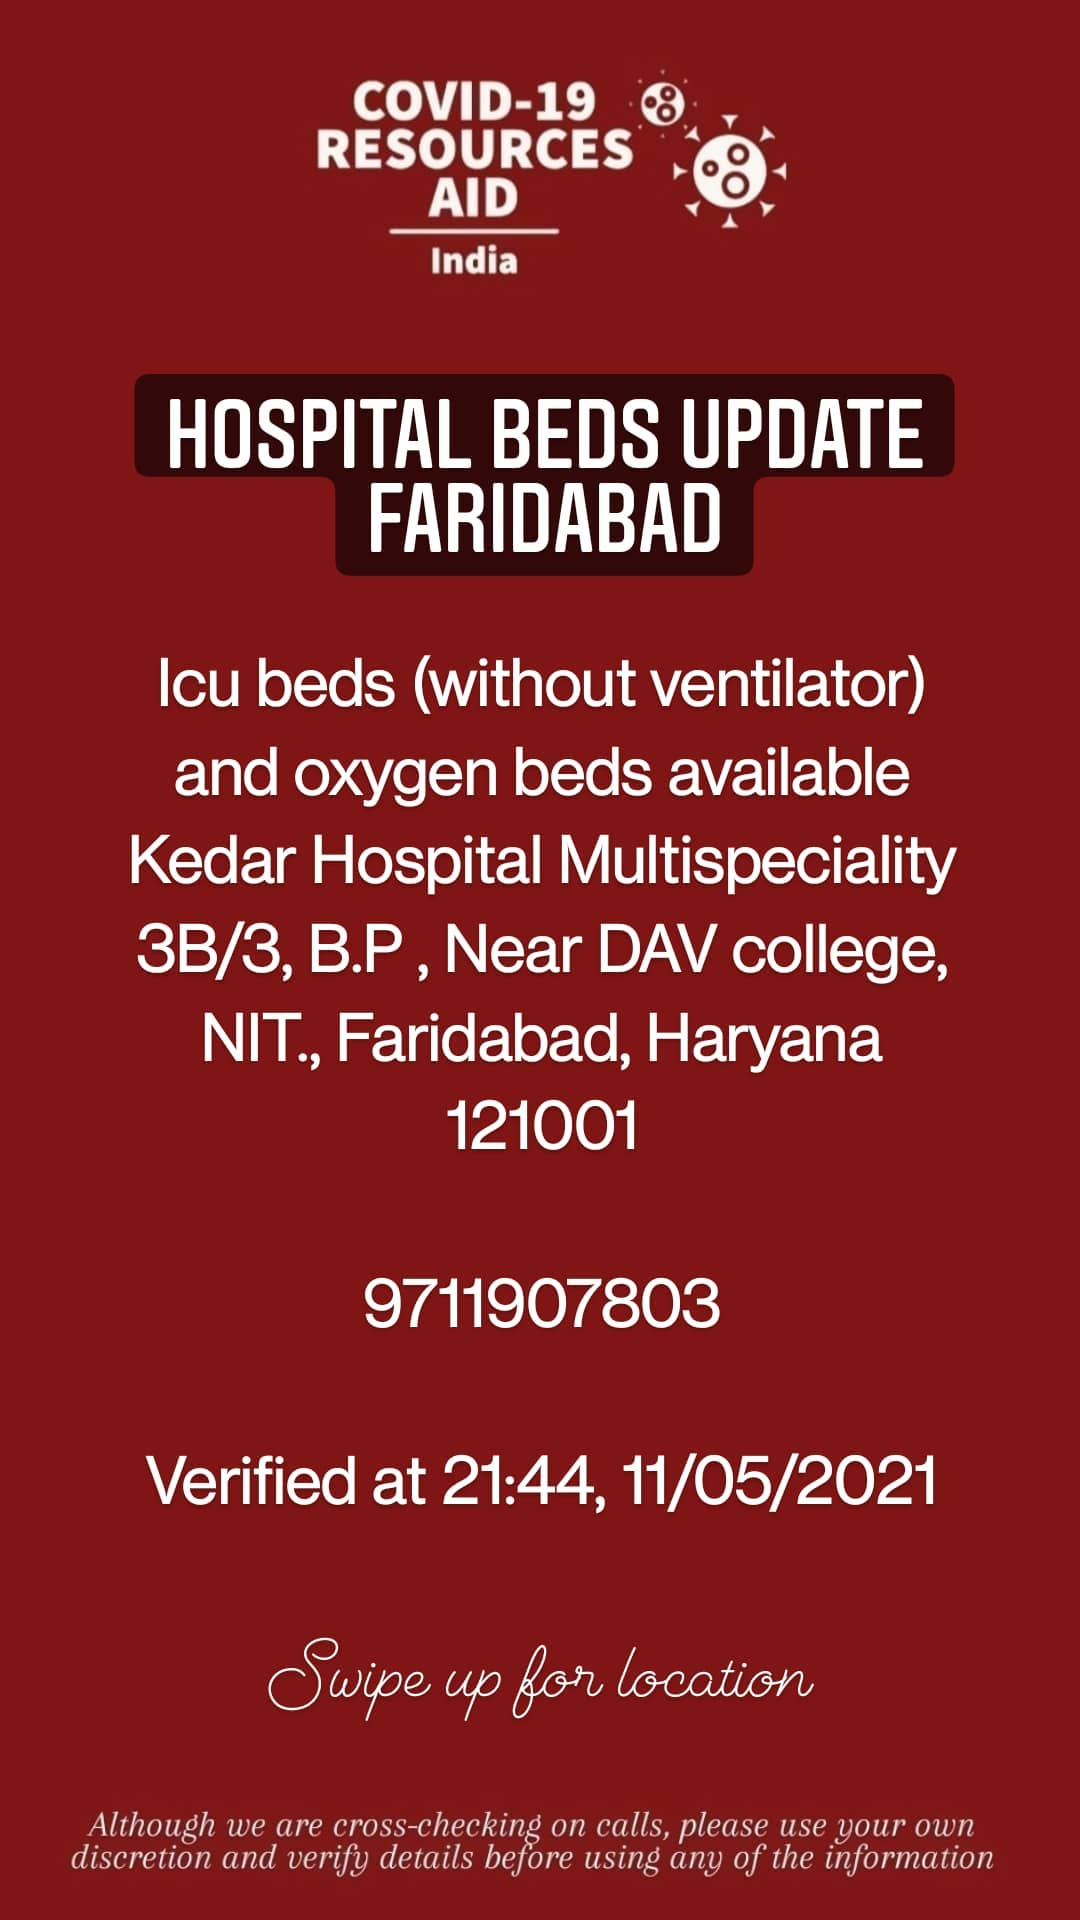 COVID-19
RESOURCES
AID
India
HOSPITAL BEDS UPDATE
FARIDABAD
Icu beds (without ventilator)
and oxygen beds available
Kedar Hospital Multispeciality
3B/3, B.P , Near DAV college,
NIT., Faridabad, Haryana
121001
9711907803
Verified at 21:44, 11/05/2021
Swipe up for location
Although we are cross-checking on calls, please use your own
discretion and verify details before using any of the information